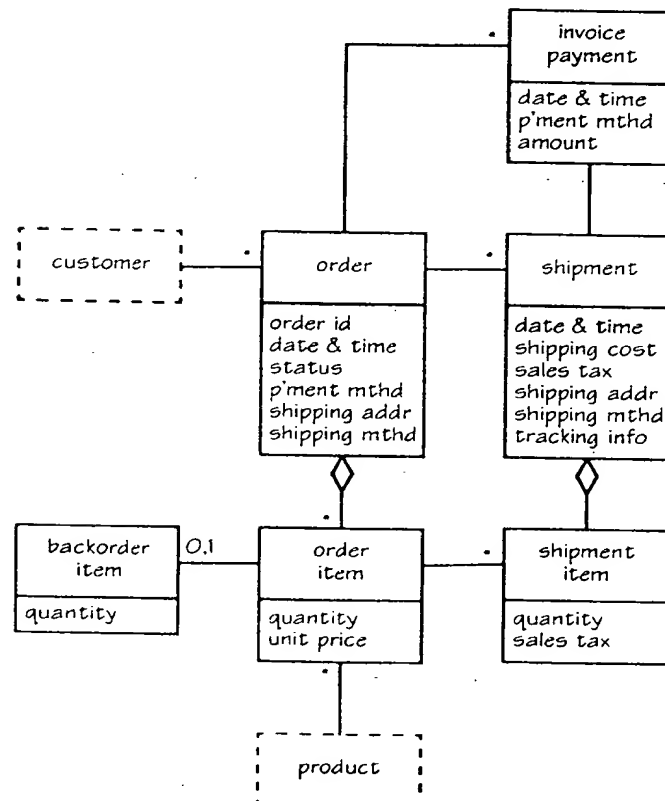 invoice
payment
date & time
p'ment mthd
amount
customer
order
order id
date & time
status
p'ment mthd
shipping addr
shipping mthd
shipment
date & time
shipping cost
sales tax
shipping addr
shipping mthd
tracking info
backorder
item
quantity
0,1
order
item
quantity
unit price
shipment
item
quantity
sales tax
product